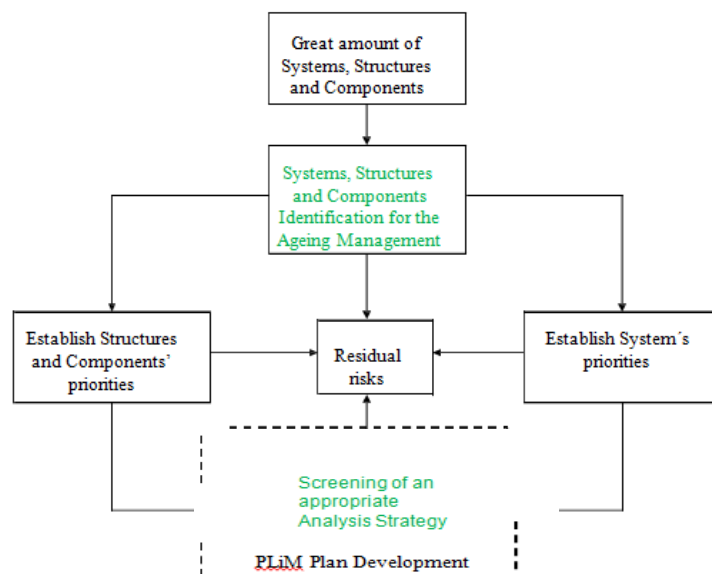 Great amount of
Systems, Structures
and Components
Systems, Structures
and Components
Identification for the
Ageing Management
Establish Structures
and Components’
priorities
Residual
risks
Establish System´s
priorities
Screening of an
appropriate
Analysis Strategy
PLiM Plan Development